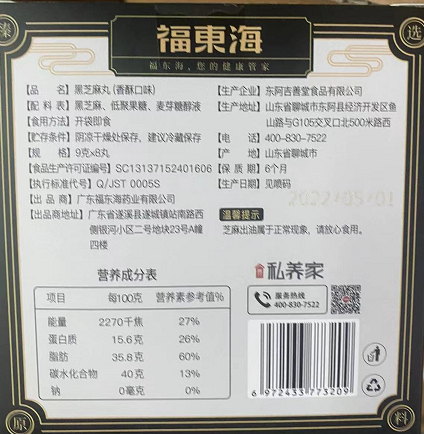 臻
选
福東海
福东海，您的健康管家
【品 名】黑芝麻丸(香酥口味)
【配 料 表】黑芝麻、低聚果糖、麦芽糖醇液
【食用方法】开袋即食
【贮存条件】阴凉干燥处保存、建议冷藏保存
【规 格】9克x8丸
【食品生产许可证编号】SC13137152401606
【执行标准代号】Q/JST 0005S
【出 品 商】广东福东海药业有限公司
【出品商地址】广东省遂溪县遂城镇站南路西
侧银河小区二号地块23号A幢
四楼
【生产企业】东阿吉善堂食品有限公司
【生产地址】山东省聊城市东阿县经济开发区鱼
山路与G105交叉口北500米路西
【电 话】400-830-7522
【产 地】山东省聊城市
【保 质 期】6个月
【生产日期】见喷码
2022/05/01
温馨提示
芝麻出油属于正常现象，请放心食用。
营养成分表
项目 每100克 营养素参考值%
能量 2270千焦 27%
蛋白质 15.6 克 26%
脂肪 35.8 克 60%
碳水化合物 40 克 13%
钠 0毫克 0%
私养家
服务热线
400-830-7522
6 972433 773209
原
料